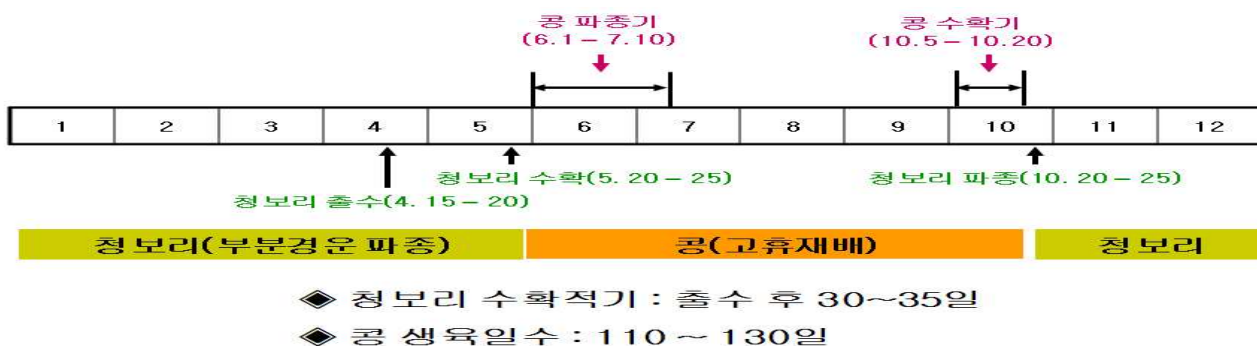 콩 파종기 콩 수확기
(6.1 – 7.10) (10.5 – 10.20)
1 2 3 4 5 6 7 8 9 10 11 12
청보리 수확(5. 20 – 25) 청보리 파종(10. 20 – 25)
청보리 출수(4. 15 – 20)
청보리(부분경운 파종) 콩(고휴재배) 청보리
◈ 청보리 수확적기 : 출수 후 30~35일
◈ 콩 생육일수 : 110 ~ 130일